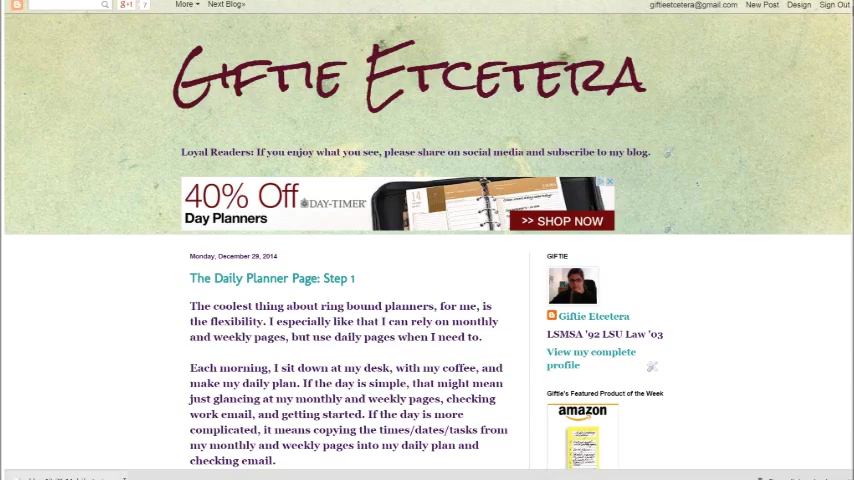 g+1 7 More Next Blog» giftieetcetera@gmail.com New Post Design Sign Out
GIFTIE ETCETERA
Loyal Readers: If you enjoy what you see, please share on social media and subscribe to my blog.
40% Off
Day Planners
DAY-TIMER
>> SHOP NOW
Monday, December 29, 2014
The Daily Planner Page: Step 1
The coolest thing about ring bound planners, for me, is
the flexibility. I especially like that I can rely on monthly
and weekly pages, but use daily pages when I need to.
Each morning, I sit down at my desk, with my coffee, and
make my daily plan. If the day is simple, that might mean
just glancing at my monthly and weekly pages, checking
work email, and getting started. If the day is more
complicated, it means copying the times/dates/tasks from
my monthly and weekly pages into my daily plan and
checking email.
GIFTIE
Giftie Etcetera
LSMSA '92 LSU Law '03
View my complete
profile
Giftie's Featured Product of the Week
amazon